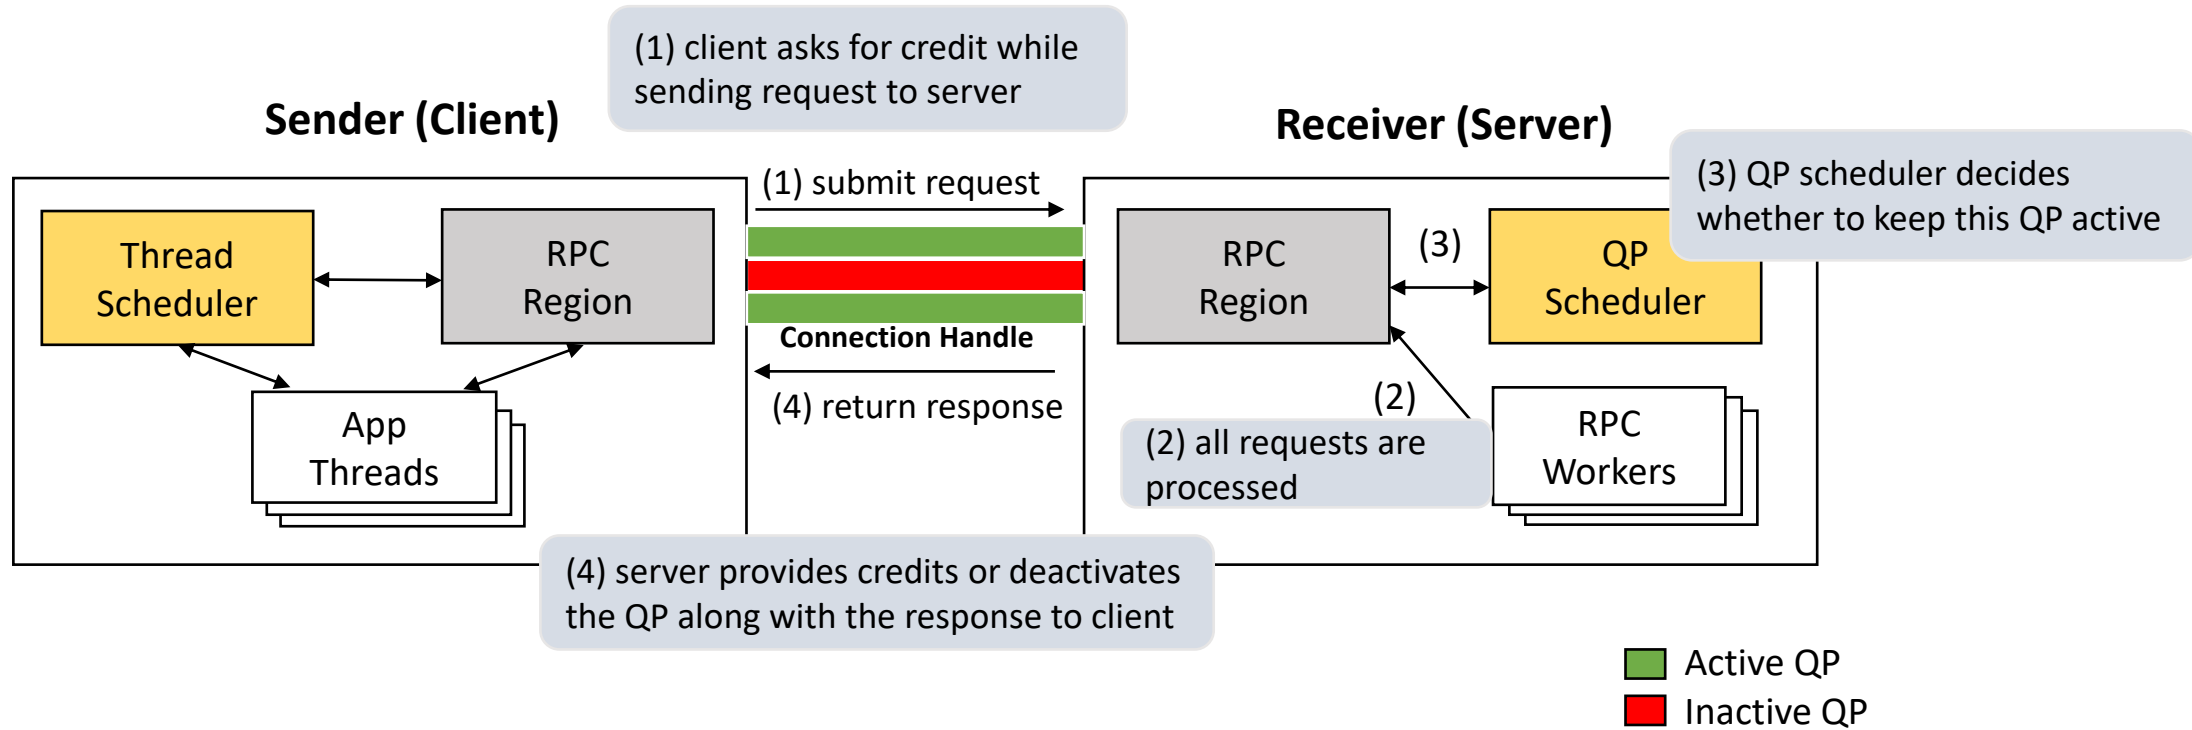 (1) client asks for credit while
sending request to server
Sender (Client)
Receiver (Server)
(3) QP scheduler decides
whether to keep this QP active
(1) submit request
Thread
Scheduler
RPC
Region
RPC
Region
(3)
QP
Scheduler
Connection Handle
(4) return response
(2)
App
Threads
(2) all requests are
processed
RPC
Workers
(4) server provides credits or deactivates
the QP along with the response to client
Active QP
Inactive QP